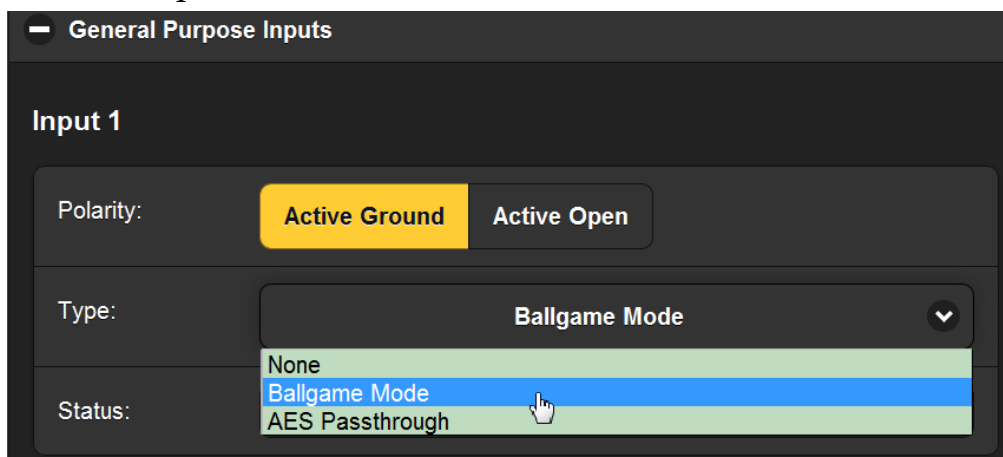 General Purpose Inputs
Input 1
Polarity: Active Ground Active Open
Type: Ballgame Mode
None
Ballgame Mode
AES Passthrough
Status: